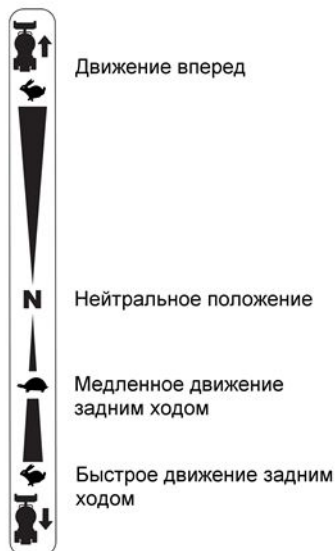 Движение вперед
N
Нейтральное положение
Медленное движение
задним ходом
Быстрое движение задним
ходом